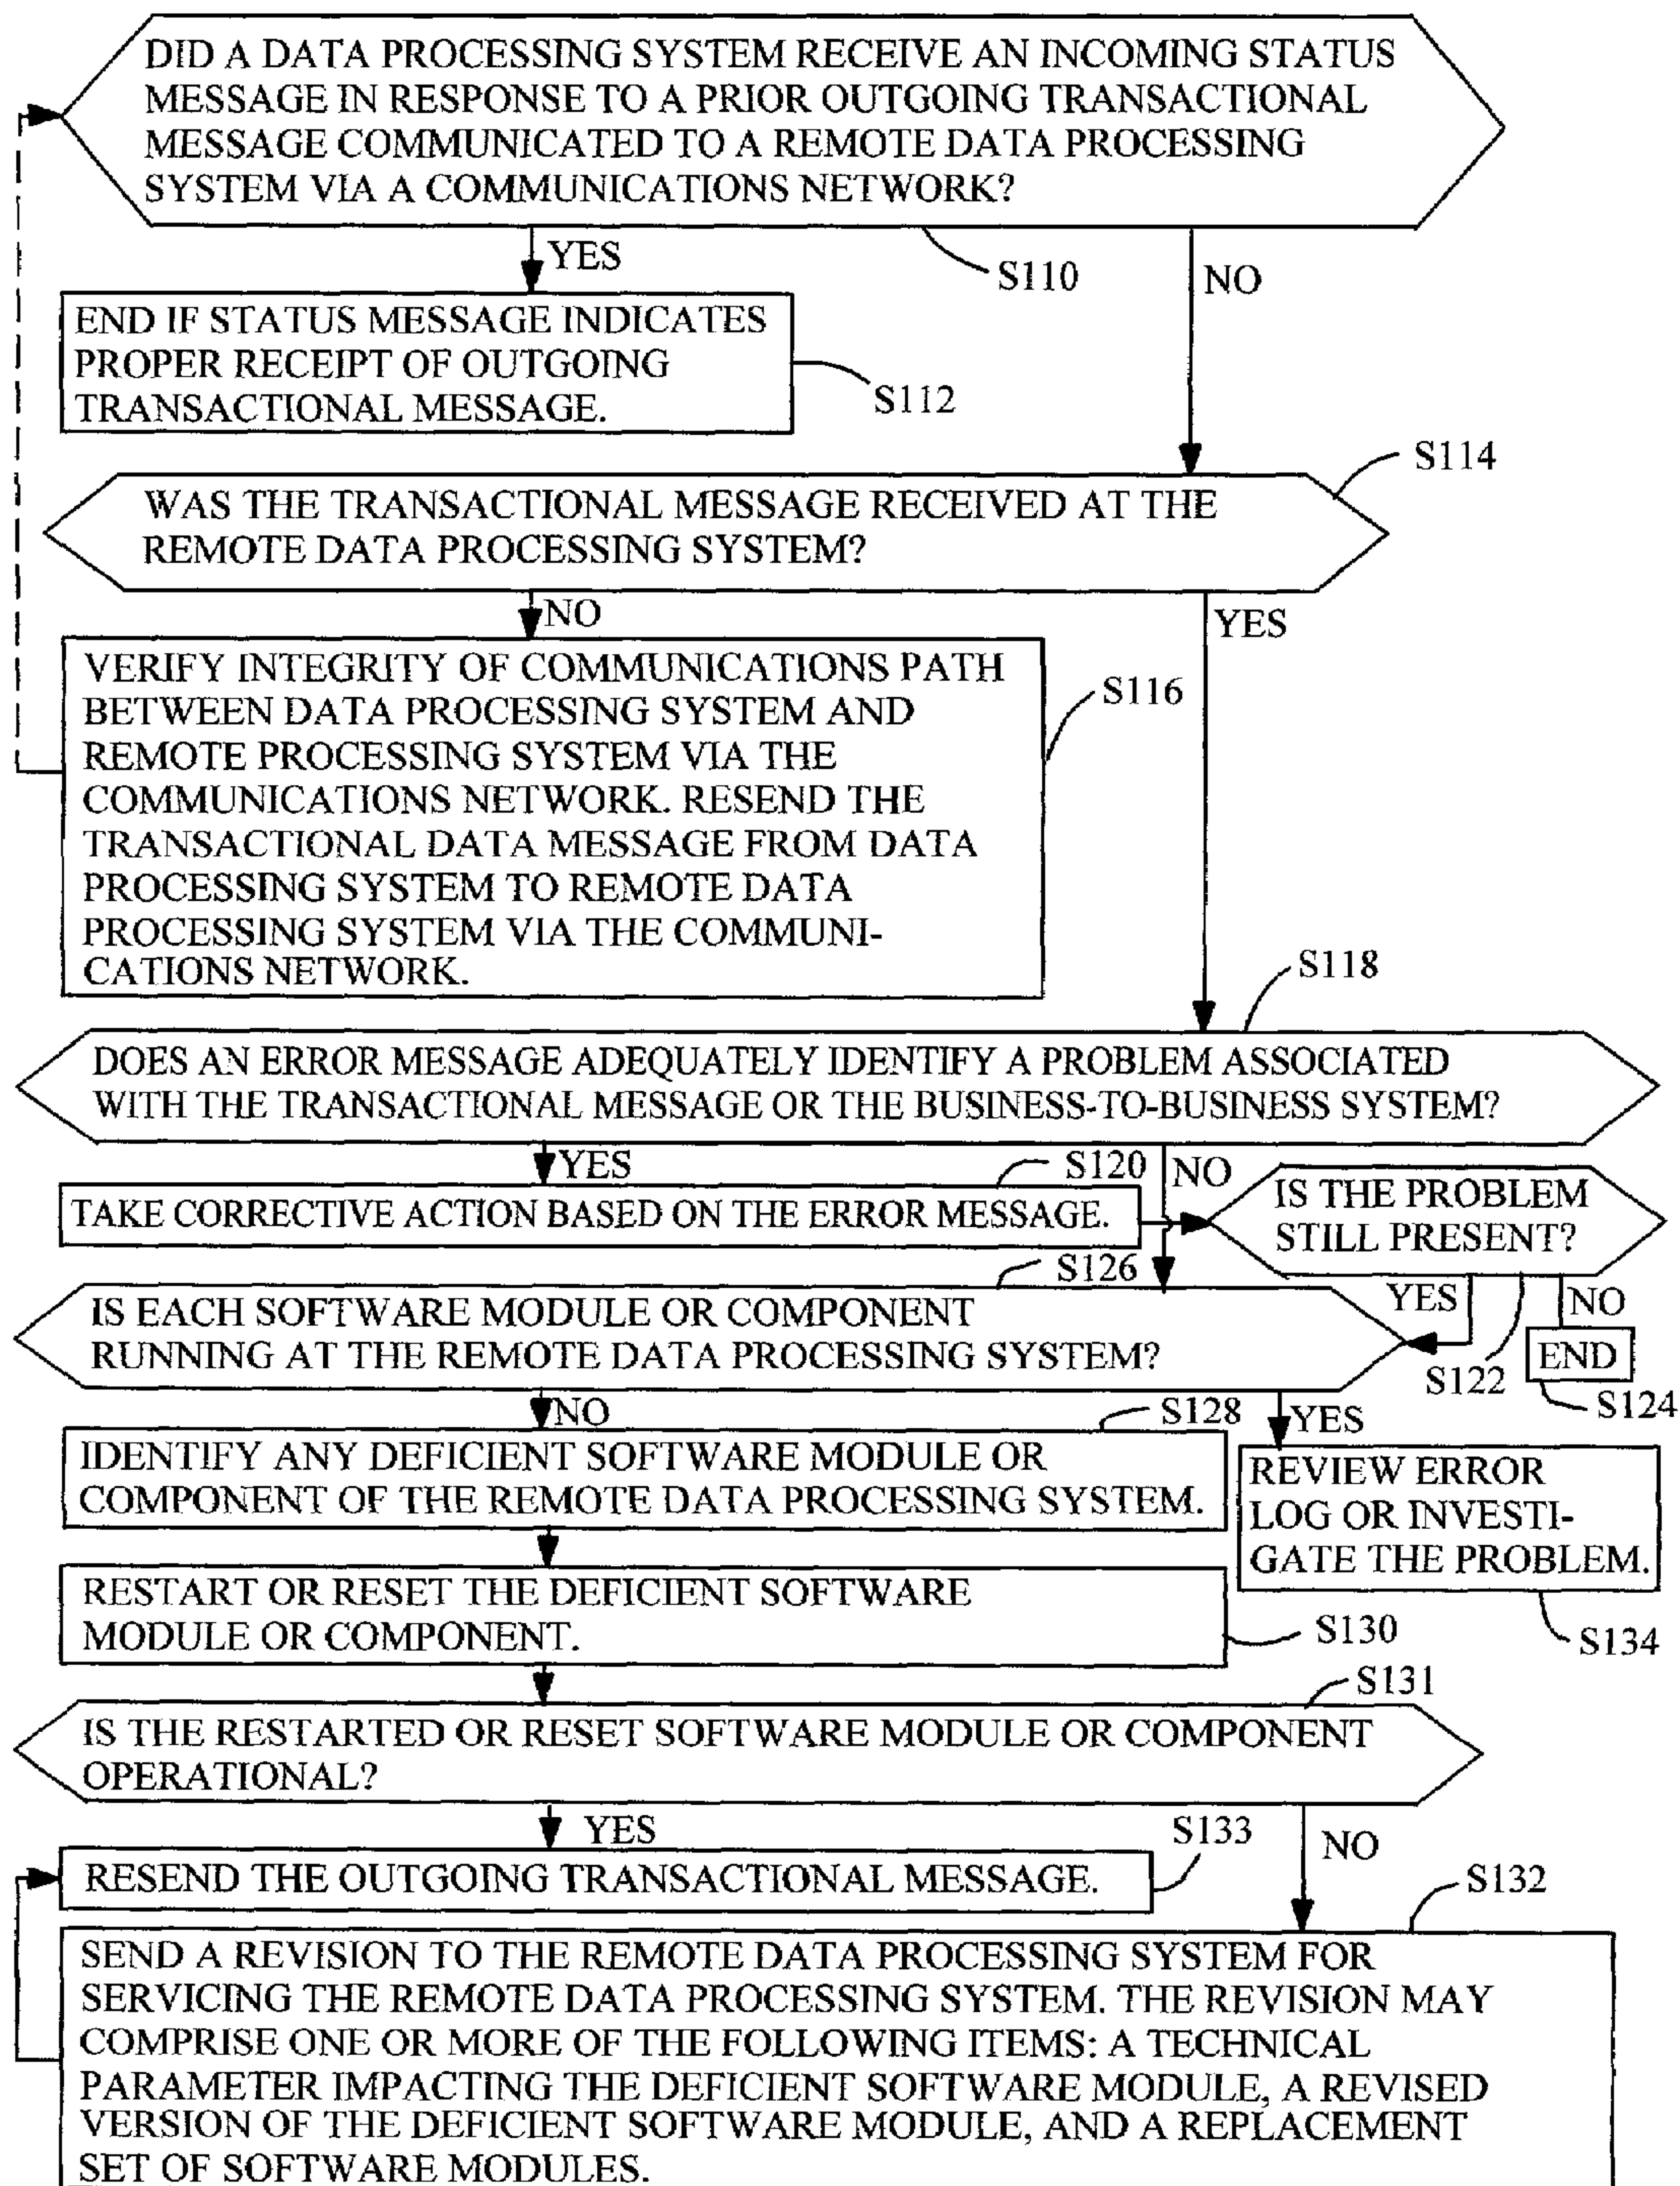 DID A DATA PROCESSING SYSTEM RECEIVE AN INCOMING STATUS
MESSAGE IN RESPONSE TO A PRIOR OUTGOING TRANSACTIONAL
MESSAGE COMMUNICATED TO A REMOTE DATA PROCESSING
SYSTEM VIA A COMMUNICATIONS NETWORK?
YES
S110
NO
END IF STATUS MESSAGE INDICATES
PROPER RECEIPT OF OUTGOING
TRANSACTIONAL MESSAGE.
S112
S114
WAS THE TRANSACTIONAL MESSAGE RECEIVED AT THE
REMOTE DATA PROCESSING SYSTEM?
NO
YES
VERIFY INTEGRITY OF COMMUNICATIONS PATH
BETWEEN DATA PROCESSING SYSTEM AND
REMOTE PROCESSING SYSTEM VIA THE
COMMUNICATIONS NETWORK. RESEND THE
TRANSACTIONAL DATA MESSAGE FROM DATA
PROCESSING SYSTEM TO REMOTE DATA
PROCESSING SYSTEM VIA THE COMMUNI-
CATIONS NETWORK.
S116
S118
DOES AN ERROR MESSAGE ADEQUATELY IDENTIFY A PROBLEM ASSOCIATED
WITH THE TRANSACTIONAL MESSAGE OR THE BUSINESS-TO-BUSINESS SYSTEM?
YES
S120
NO
TAKE CORRECTIVE ACTION BASED ON THE ERROR MESSAGE.
IS THE PROBLEM
STILL PRESENT?
S126
YES
NO
IS EACH SOFTWARE MODULE OR COMPONENT
RUNNING AT THE REMOTE DATA PROCESSING SYSTEM?
END
S122
S124
NO
S128
YES
IDENTIFY ANY DEFICIENT SOFTWARE MODULE OR
COMPONENT OF THE REMOTE DATA PROCESSING SYSTEM.
REVIEW ERROR
LOG OR INVESTI-
GATE THE PROBLEM.
RESTART OR RESET THE DEFICIENT SOFTWARE
MODULE OR COMPONENT.
S130
S134
S131
IS THE RESTARTED OR RESET SOFTWARE MODULE OR COMPONENT
OPERATIONAL?
YES
S133
NO
RESEND THE OUTGOING TRANSACTIONAL MESSAGE.
S132
SEND A REVISION TO THE REMOTE DATA PROCESSING SYSTEM FOR
SERVICING THE REMOTE DATA PROCESSING SYSTEM. THE REVISION MAY
COMPRISE ONE OR MORE OF THE FOLLOWING ITEMS: A TECHNICAL
PARAMETER IMPACTING THE DEFICIENT SOFTWARE MODULE, A REVISED
VERSION OF THE DEFICIENT SOFTWARE MODULE, AND A REPLACEMENT
SET OF SOFTWARE MODULES.